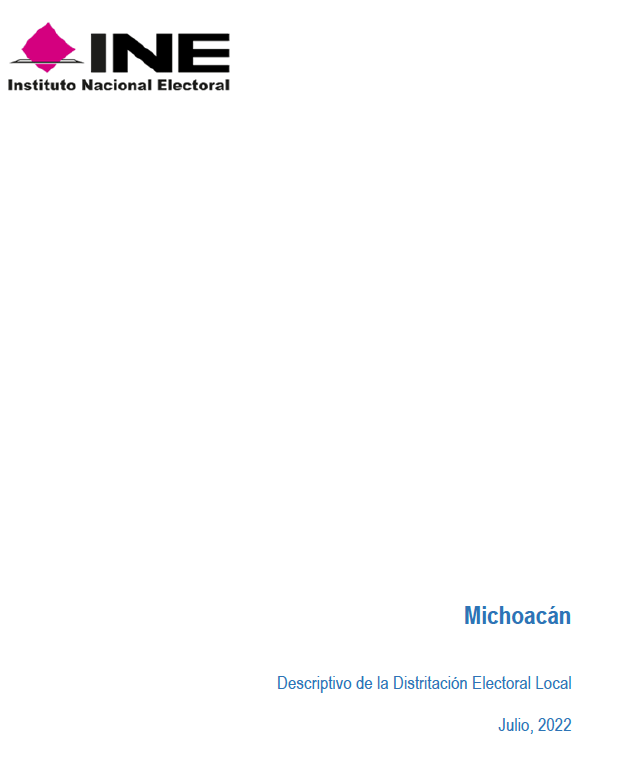 INE
Instituto Nacional Electoral
Michoacán
Descriptivo de la Distritación Electoral Local
Julio, 2022